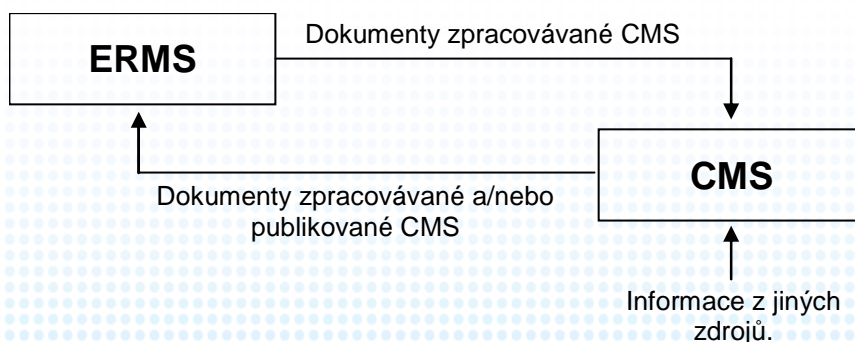 Dokumenty zpracovávané CMS
ERMS
CMS
Dokumenty zpracovávané a/nebo
publikované CMS
Informace z jiných
zdrojů.